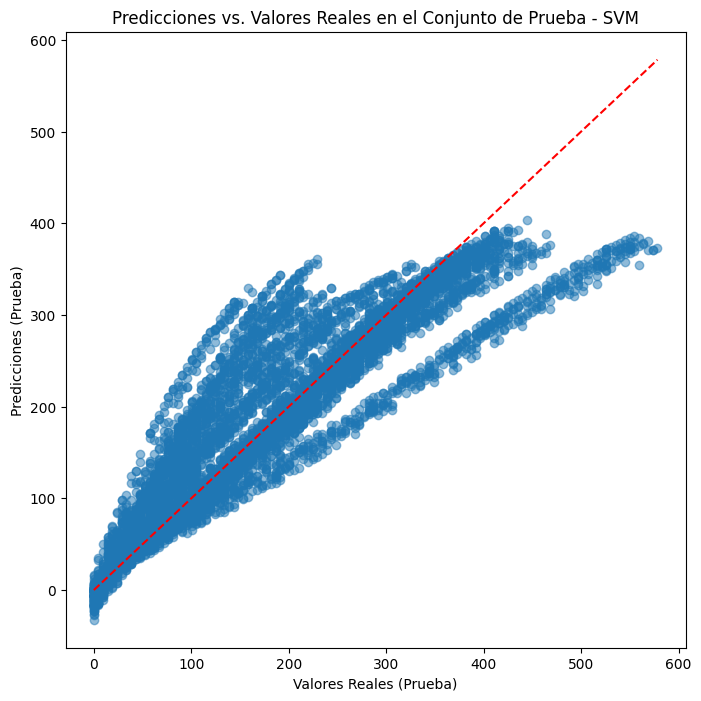 Predicciones vs. Valores Reales en el Conjunto de Prueba - SVM
600
500
400
300
200
100
0
Predicciones (Prueba)
0 100 200 300 400 500 600
Valores Reales (Prueba)